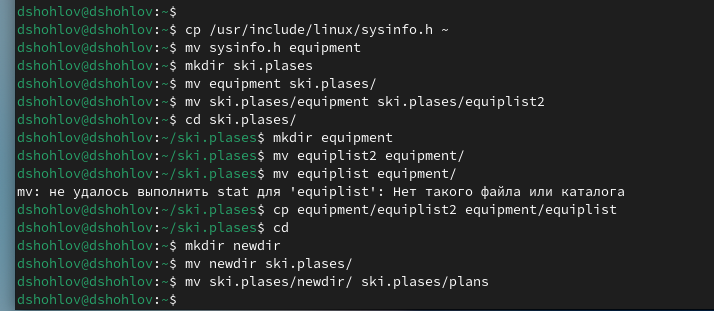 dshohlov@dshohlov:~$
dshohlov@dshohlov:~$ cp /usr/include/linux/sysinfo.h ~
dshohlov@dshohlov:~$ mv sysinfo.h equipment
dshohlov@dshohlov:~$ mkdir ski.plases
dshohlov@dshohlov:~$ mv equipment ski.plases/
dshohlov@dshohlov:~$ mv ski.plases/equipment ski.plases/equiplist2
dshohlov@dshohlov:~$ cd ski.plases/
dshohlov@dshohlov:~/ski.plases$ mkdir equipment
dshohlov@dshohlov:~/ski.plases$ mv equiplist2 equipment/
dshohlov@dshohlov:~/ski.plases$ mv equiplist equipment/
mv: не удалось выполнить stat для 'equiplist': Нет такого файла или каталога
dshohlov@dshohlov:~/ski.plases$ cp equipment/equiplist2 equipment/equiplist
dshohlov@dshohlov:~/ski.plases$ cd
dshohlov@dshohlov:~$ mkdir newdir
dshohlov@dshohlov:~$ mv newdir ski.plases/
dshohlov@dshohlov:~$ mv ski.plases/newdir/ ski.plases/plans
dshohlov@dshohlov:~$